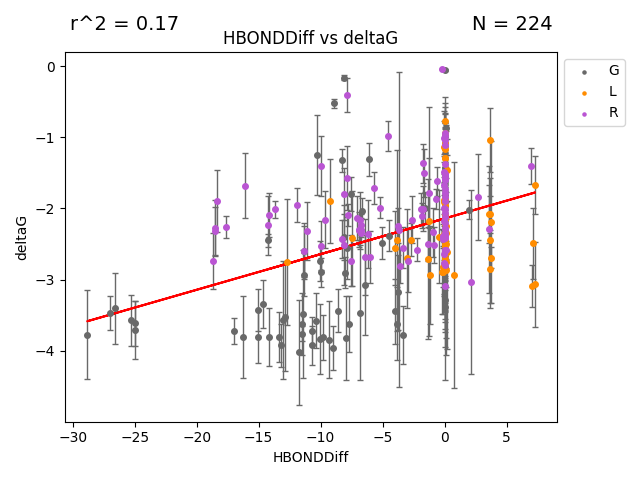 r^2 = 0.17
N = 224
HBONDDiff vs deltaG
G
L
R
deltaG
0
−1
−2
−3
−4
−30
−25
−20
−15
−10
−5
0
5
HBONDDiff